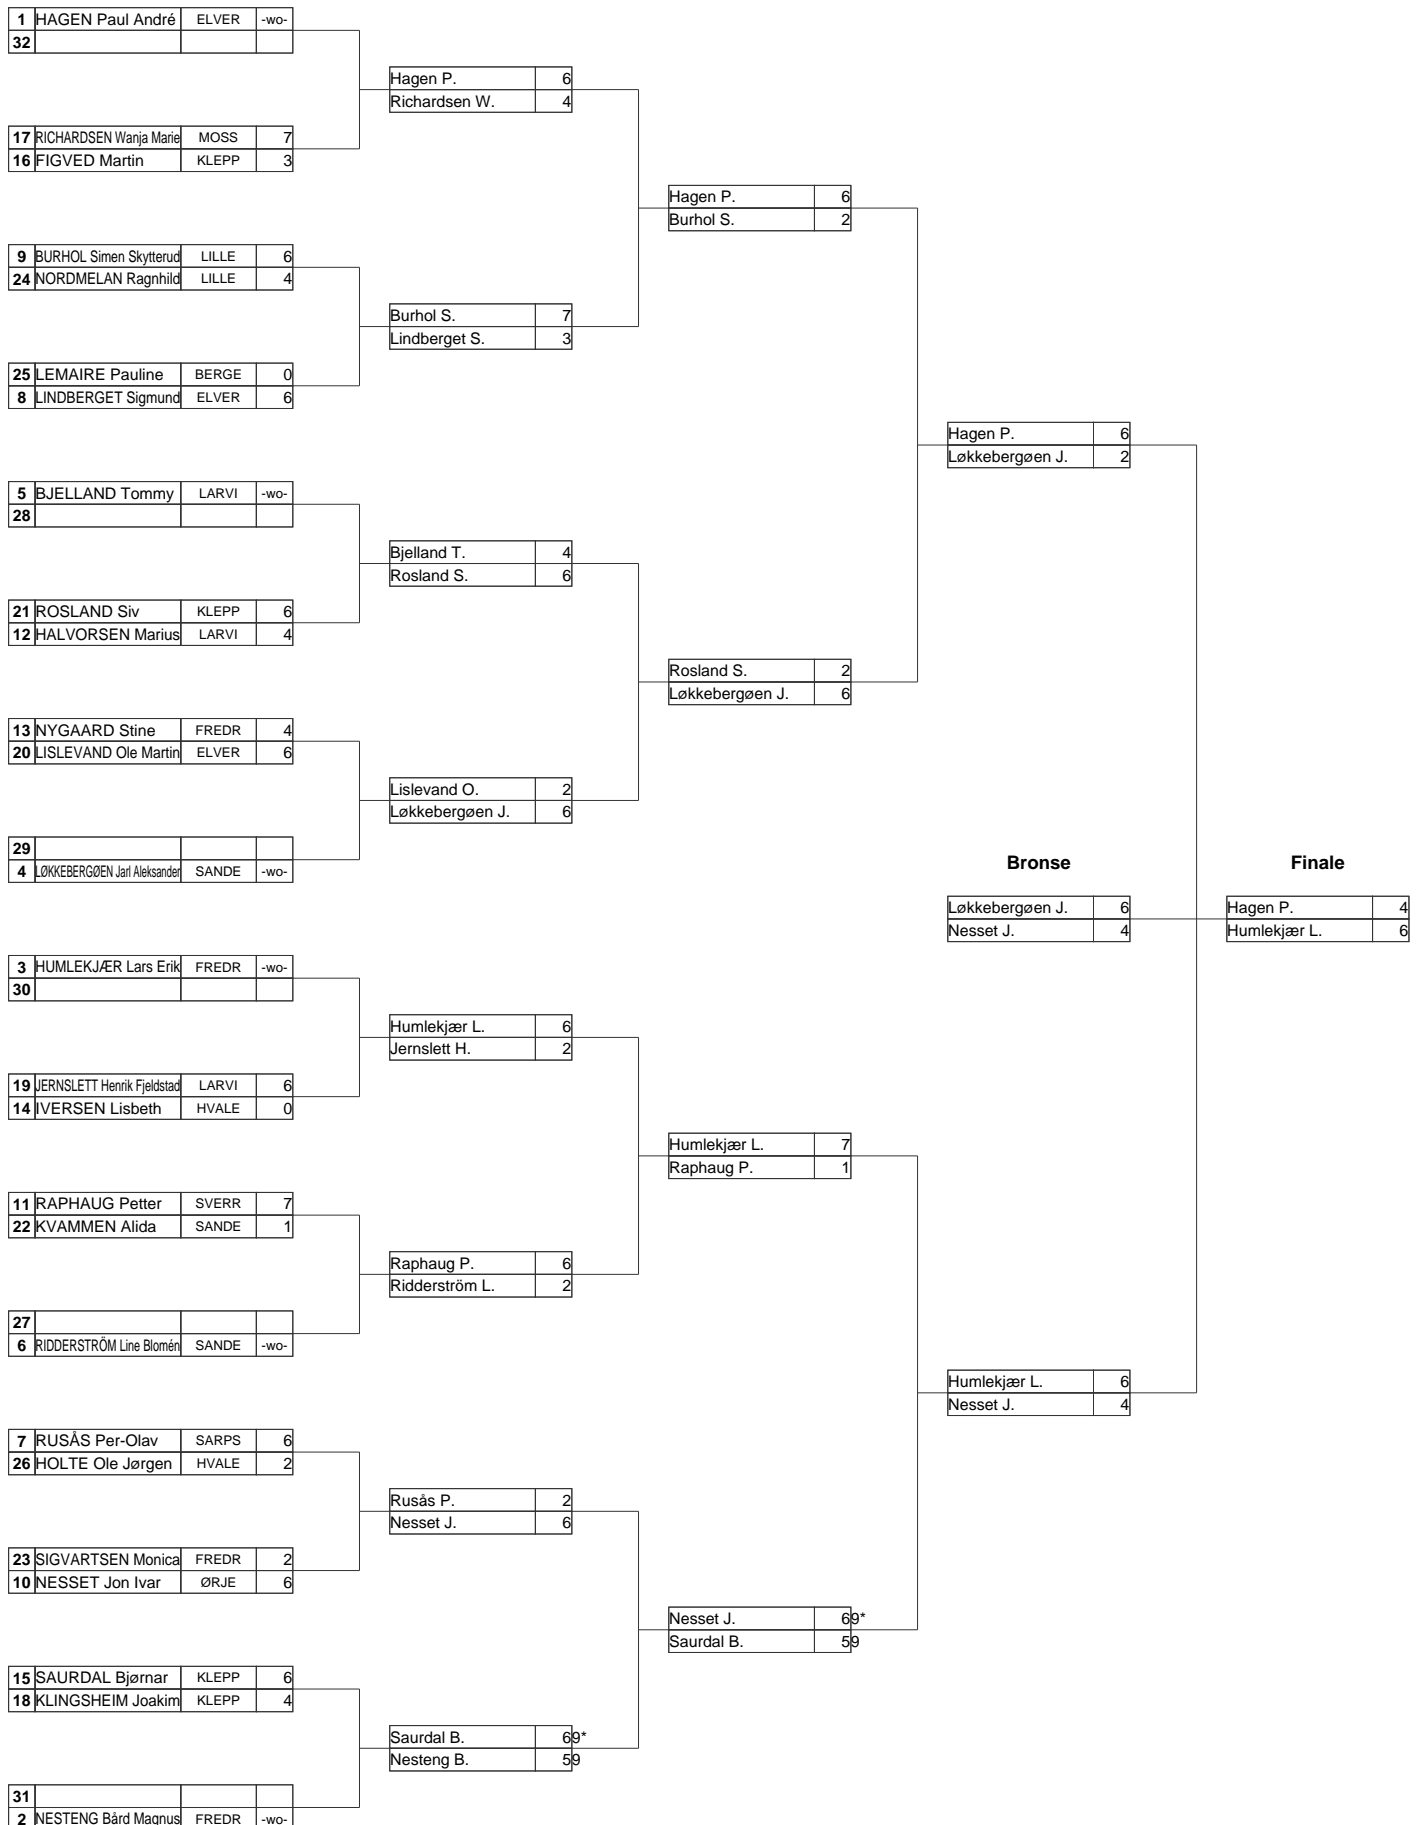 1 HAGEN Paul André ELVER -wo-
32
Hagen P. 6
Richardsen W. 4
17 RICHARDSEN Wanja Marie MOSS 7
16 FIGVED Martin KLEPP 3
Hagen P. 6
Burhol S. 2
9 BURHOL Simen Skytterud LILLE 6
24 NORDMELAN Ragnhild LILLE 4
Burhol S. 7
Lindberget S. 3
25 LEMAIRE Pauline BERGE 0
8 LINDBERGET Sigmund ELVER 6
Hagen P. 6
Løkkebergøen J. 2
5 BJELLAND Tommy LARVI -wo-
28
Bjelland T. 4
Rosland S. 6
21 ROSLAND Siv KLEPP 6
12 HALVORSEN Marius LARVI 4
Rosland S. 2
Løkkebergøen J. 6
13 NYGAARD Stine FREDR 4
20 LISLEVAND Ole Martin ELVER 6
Lislevand O. 2
Løkkebergøen J. 6
29
4 LØKKEBERGØEN Jarl Aleksander SANDE -wo-
Bronse Finale
Løkkebergøen J. 6 Hagen P. 4
Nesset J. 4 Humlekjær L. 6
3 HUMLEKJÆR Lars Erik FREDR -wo-
30
Humlekjær L. 6
Jernslett H. 2
19 JERNSLETT Henrik Fjeldstad LARVI 6
14 IVERSEN Lisbeth HVALE 0
Humlekjær L. 7
Raphaug P. 1
11 RAPHAUG Petter SVERR 7
22 KVAMMEN Alida SANDE 1
Raphaug P. 6
Ridderström L. 2
27
6 RIDDERSTRÖM Line Blomén SANDE -wo-
Humlekjær L. 6
Nesset J. 4
7 RUSÅS Per-Olav SARPS 6
26 HOLTE Ole Jørgen HVALE 2
Rusås P. 2
Nesset J. 6
23 SIGVARTSEN Monica FREDR 2
10 NESSET Jon Ivar ØRJE 6
Nesset J. 69*
Saurdal B. 59
15 SAURDAL Bjørnar KLEPP 6
18 KLINGSHEIM Joakim KLEPP 4
Saurdal B. 69*
Nesteng B. 59
31
2 NESTENG Bård Magnus FREDR -wo-